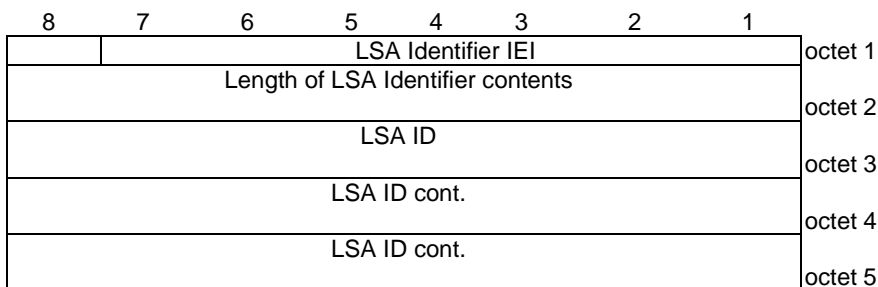 8 7 6 5 4 3 2 1
LSA Identifier IEI octet 1
Length of LSA Identifier contents
octet 2
LSA ID
octet 3
LSA ID cont.
octet 4
LSA ID cont.
octet 5